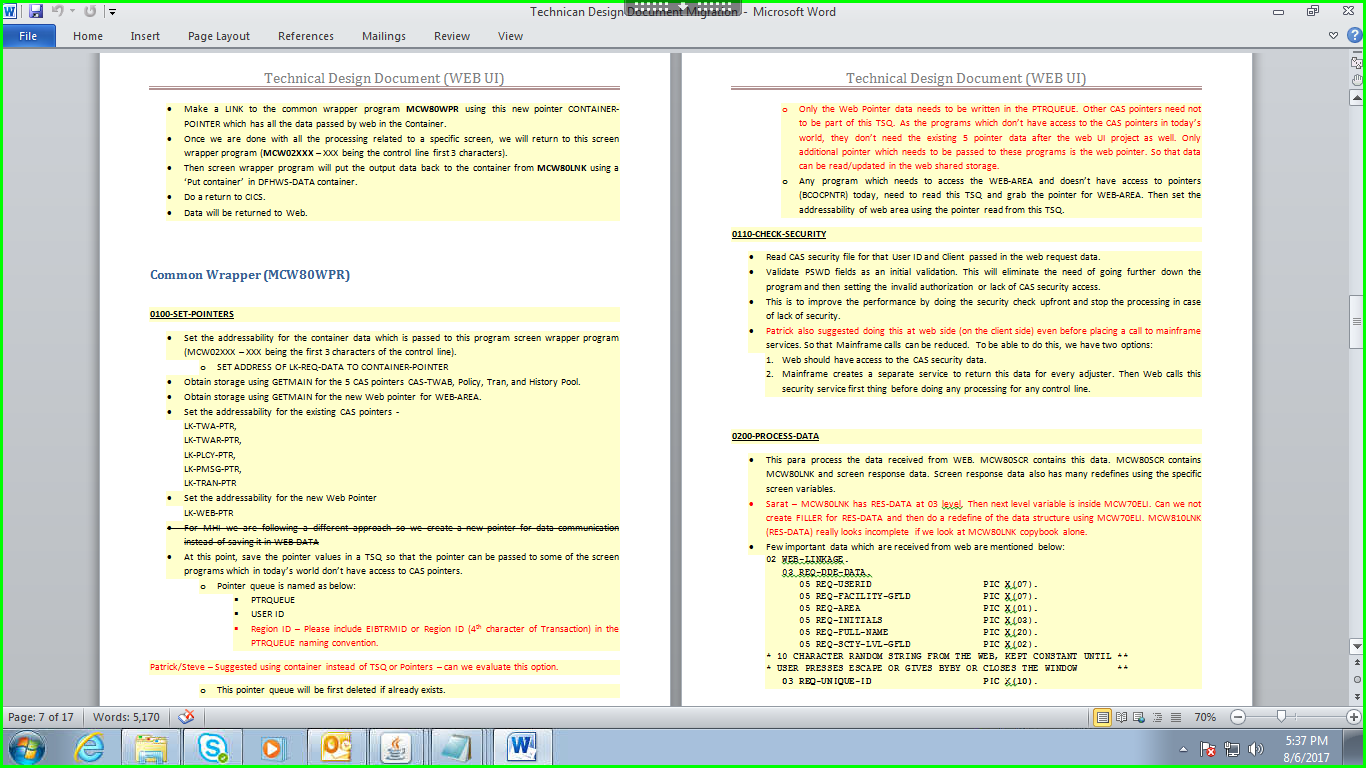 Technican Design Document Migration - Microsoft Word
File Home Insert Page Layout References Mailings Review View
Technical Design Document (WEB UI)
• Make a LINK to the common wrapper program MCW80WPR using this new pointer CONTAINER-
POINTER which has all the data passed by web in the Container.
• Once we are done with all the processing related to a specific screen, we will return to this screen
wrapper program (MCW02XXX – XXX being the control line first 3 characters).
• Then screen wrapper program will put the output data back to the container from MCW80LNK using a
‘Put container’ in DFHWS-DATA container.
• Do a return to CICS.
• Data will be returned to Web.
Common Wrapper (MCW80WPR)
0100-SET-POINTERS
• Set the addressability for the container data which is passed to this program screen wrapper program
(MCW02XXX – XXX being the first 3 characters of the control line).
o SET ADDRESS OF LK-REQ-DATA TO CONTAINER-POINTER
• Obtain storage using GETMAIN for the 5 CAS pointers CAS-TWAB, Policy, Tran, and History Pool.
• Obtain storage using GETMAIN for the new Web pointer for WEB-AREA.
• Set the addressability for the existing CAS pointers -
LK-TWA-PTR,
LK-TWAR-PTR,
LK-PLCY-PTR,
LK-PMSG-PTR,
LK-TRAN-PTR
• Set the addressability for the new Web Pointer
LK-WEB-PTR
• For MHI we are following a different approach so we create a new pointer for data communication
instead of saving it in WEB DATA
• At this point, save the pointer values in a TSQ so that the pointer can be passed to some of the screen
programs which in today’s world don’t have access to CAS pointers.
o Pointer queue is named as below:
▪ PTRQUEUE
▪ USER ID
▪ Region ID – Please include EIBTRMID or Region ID (4th character of Transaction) in the
PTRQUEUE naming convention.
Patrick/Steve – Suggested using container instead of TSQ or Pointers – can we evaluate this option.
o This pointer queue will be first deleted if already exists.
Technical Design Document (WEB UI)
o Only the Web Pointer data needs to be written in the PTRQUEUE. Other CAS pointers need not
to be part of this TSQ. As the programs which don’t have access to the CAS pointers in today’s
world, they don’t need the existing 5 pointer data after the web UI project as well. Only
additional pointer which needs to be passed to these programs is the web pointer. So that data
can be read/updated in the web shared storage.
o Any program which needs to access the WEB-AREA and doesn’t have access to pointers
(BCOCPNTR) today, need to read this TSQ and grab the pointer for WEB-AREA. Then set the
addressability of web area using the pointer read from this TSQ.
0110-CHECK-SECURITY
• Read CAS security file for that User ID and Client passed in the web request data.
• Validate PSWD fields as an initial validation. This will eliminate the need of going further down the
program and then setting the invalid authorization or lack of CAS security access.
• This is to improve the performance by doing the security check upfront and stop the processing in case
of lack of security.
• Patrick also suggested doing this at web side (on the client side) even before placing a call to mainframe
services. So that Mainframe calls can be reduced. To be able to do this, we have two options:
1. Web should have access to the CAS security data.
2. Mainframe creates a separate service to return this data for every adjuster. Then Web calls this
security service first thing before doing any processing for any control line.
0200-PROCESS-DATA
• This para process the data received from WEB. MCW80SCR contains this data. MCW80SCR contains
MCW80LNK and screen response data. Screen response data also has many redefines using the specific
screen variables.
• Sarat – MCW80LNK has RES-DATA at 03 level. Then next level variable is inside MCW70ELI. Can we not
create FILLER for RES-DATA and then do a redefine of the data structure using MCW70ELI. MCW810LNK
(RES-DATA) really looks incomplete if we look at MCW80LNK copybook alone.
• Few important data which are received from web are mentioned below:
02 WEB-LINKAGE.
03 REQ-DDE-DATA.
05 REQ-USERID PIC X(07).
05 REQ-FACILITY-GFLD PIC X(07).
05 REQ-AREA PIC X(01).
05 REQ-INITIALS PIC X(03).
05 REQ-FULL-NAME PIC X(20).
05 REQ-SCTY-LVL-GFLD PIC X(02).
* 10 CHARACTER RANDOM STRING FROM THE WEB, KEPT CONSTANT UNTIL **
* USER PRESSES ESCAPE OR GIVES BYBY OR CLOSES THE WINDOW **
03 REQ-UNIQUE-ID PIC X(10).
Page: 7 of 17 Words: 5,170 70%
5:37 PM
8/6/2017